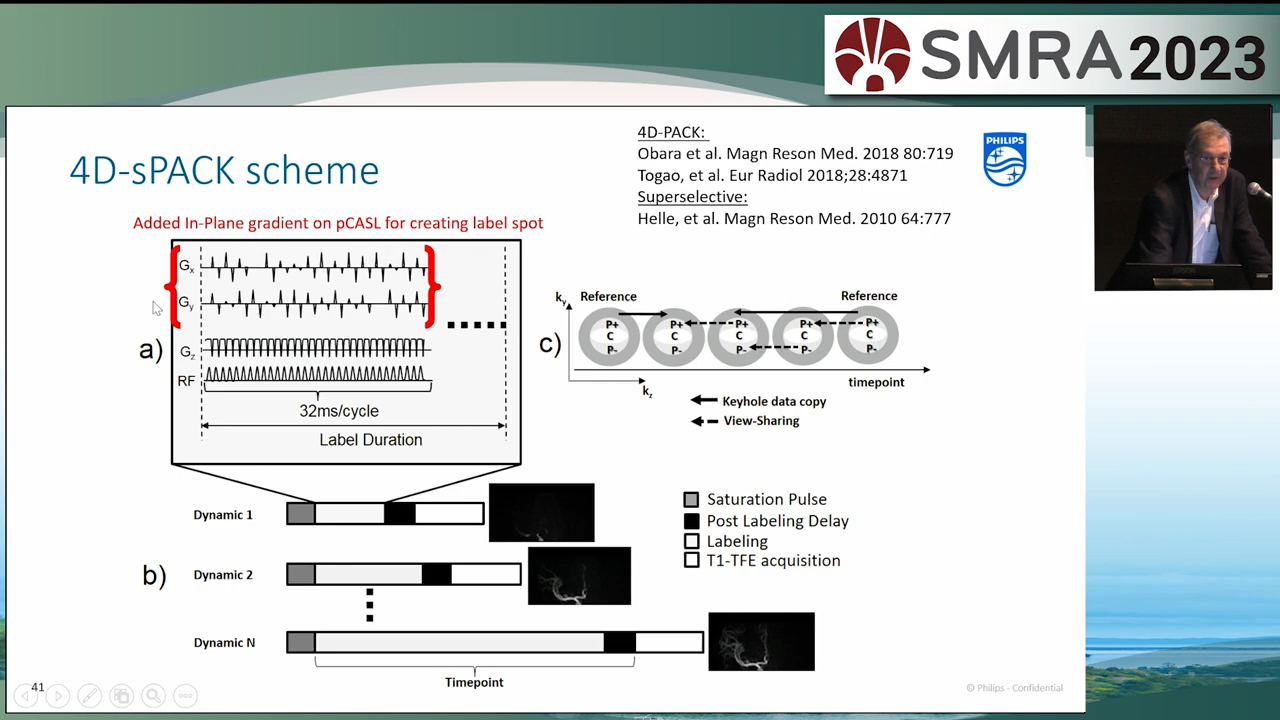 SMRA 2023
4D-sPACK scheme
4D-PACK:
Obara et al. Magn Reson Med. 2018 80:719
Togao, et al. Eur Radiol 2018;28:4871
Superselective:
Helle, et al. Magn Reson Med. 2010 64:777
PHILIPS
Added In-Plane gradient on pCASL for creating label spot
a)
Gx
Gy
Gz
RF
32ms/cycle
Label Duration
c)
ky
Reference
Reference
P+ P+ P+ P+ P+
C C C C C
P- P- P- P- P-
kz
timepoint
Keyhole data copy
View-Sharing
b)
Dynamic 1
Dynamic 2
Dynamic N
Timepoint
Saturation Pulse
Post Labeling Delay
Labeling
T1-TFE acquisition
41
© Philips - Confidential